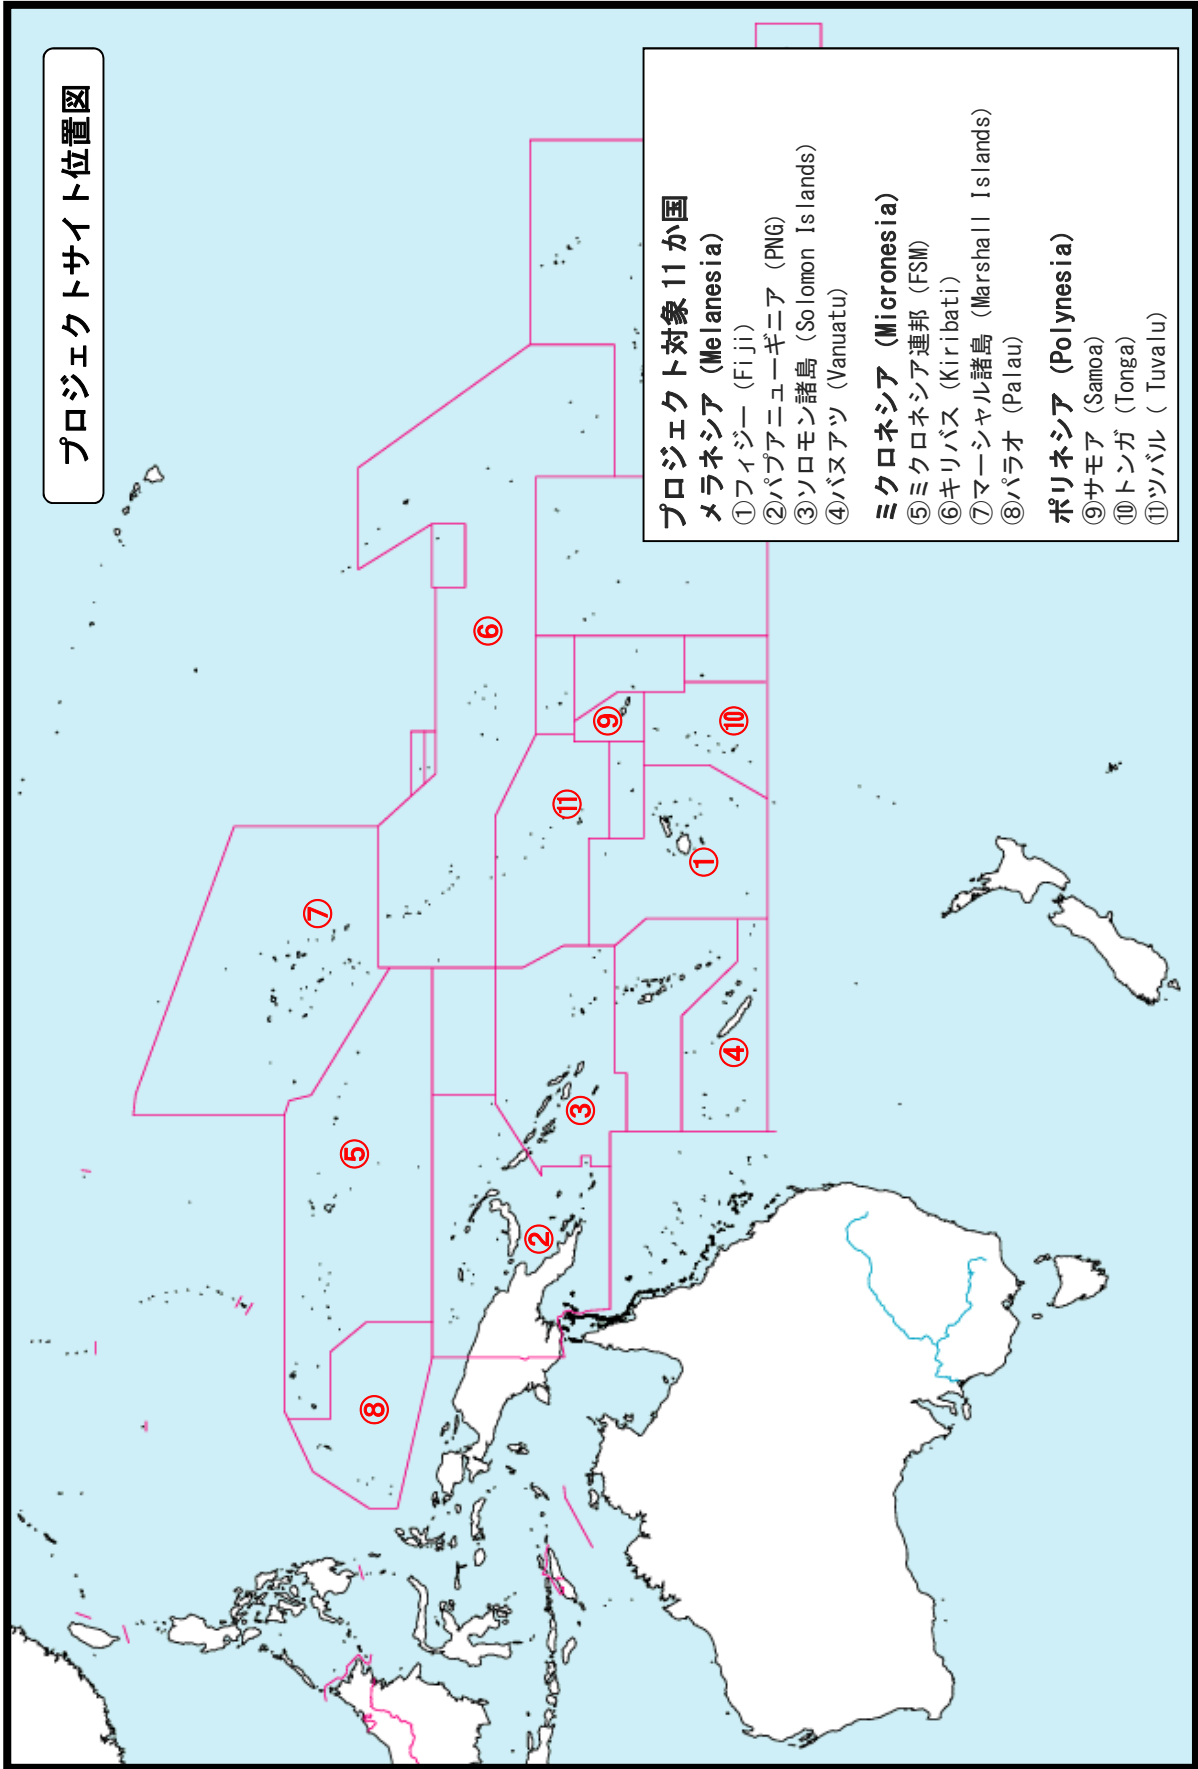 プロジェクトサイト位置図
プロジェクト対象 11 か国
メラネシア (Melanesia)
①フィジー (Fiji)
②パプアニューギニア (PNG)
③ソロモン諸島 (Solomon Islands)
④バヌアツ (Vanuatu)
ミクロネシア (Micronesia)
⑤ミクロネシア連邦 (FSM)
⑥キリバス (Kiribati)
⑦マーシャル諸島 (Marshall Islands)
⑧パラオ (Palau)
ポリネシア (Polynesia)
⑨サモア (Samoa)
⑩トンガ (Tonga)
⑪ツバル ( Tuvalu)
⑦
⑥
⑤
⑧
⑪
⑨
③
②
①
⑩
④